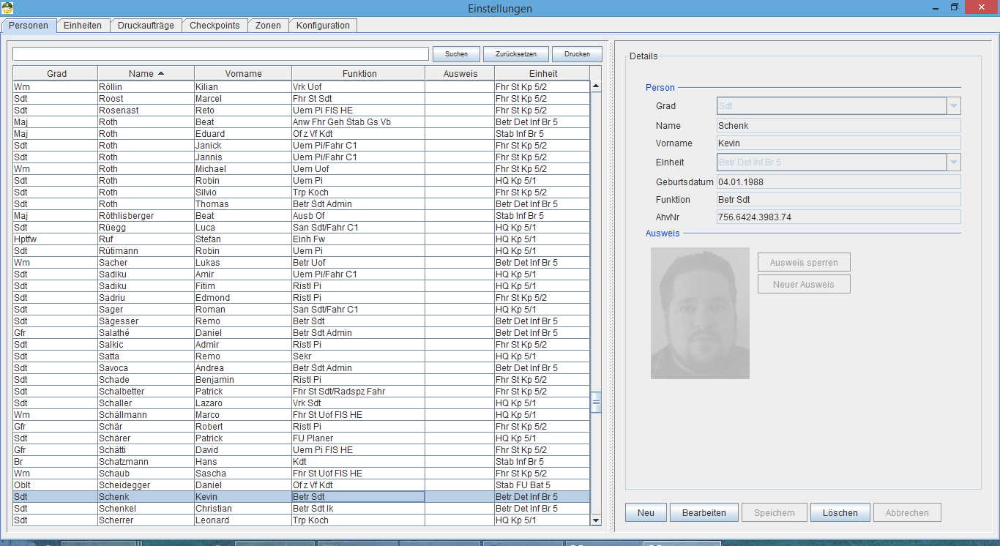 Einstellungen
Personen Einheiten Druckaufträge Checkpoints Zonen Konfiguration
Suchen Zurücksetzen Drucken
Grad Name Vorname Funktion Ausweis Einheit
Wm Röllin Kilian Vrk Uof Fhr St Kp 5/2
Sdt Roost Marcel Fhr St Sdt Fhr St Kp 5/2
Sdt Rosenast Reto Uem Pi FIS HE Fhr St Kp 5/2
Maj Roth Beat Anw Fhr Geh Stab Gs Vb Betr Det Inf Br 5
Maj Roth Eduard Of z Vf Kdt Stab Inf Br 5
Sdt Roth Janick Uem Pi/Fahr C1 Fhr St Kp 5/2
Sdt Roth Jannis Uem Pi/Fahr C1 Fhr St Kp 5/2
Wm Roth Michael Uem Uof Fhr St Kp 5/2
Sdt Roth Robin Uem Pi HQ Kp 5/1
Sdt Roth Silvio Trp Koch Fhr St Kp 5/2
Sdt Roth Thomas Betr Sdt Admin Betr Det Inf Br 5
Maj Röthlisberger Beat Ausb Of Stab Inf Br 5
Sdt Rüegg Luca San Sdt/Fahr C1 HQ Kp 5/1
Hptfw Ruf Stefan Einh Fw HQ Kp 5/1
Sdt Rütimann Robin Uem Pi HQ Kp 5/1
Wm Sacher Lukas Betr Uof Betr Det Inf Br 5
Sdt Sadiku Amir Uem Pi/Fahr C1 HQ Kp 5/1
Sdt Sadiku Fitim Ristl Pi HQ Kp 5/1
Sdt Sadriu Edmond Ristl Pi Fhr St Kp 5/2
Sdt Sager Roman San Sdt/Fahr C1 HQ Kp 5/1
Sdt Sägesser Remo Betr Sdt Betr Det Inf Br 5
Gfr Salathé Daniel Betr Sdt Admin Betr Det Inf Br 5
Sdt Salkic Admir Ristl Pi Fhr St Kp 5/2
Sdt Satta Remo Sekr HQ Kp 5/1
Sdt Savoca Andrea Betr Sdt Admin Betr Det Inf Br 5
Sdt Schade Benjamin Ristl Pi Fhr St Kp 5/2
Sdt Schalbetter Patrick Fhr St Sdt/Radspz Fahr Fhr St Kp 5/2
Sdt Schaller Lazaro Vrk Sdt HQ Kp 5/1
Wm Schällmann Marco Fhr St Uof FIS HE HQ Kp 5/1
Gfr Schär Robert Ristl Pi Fhr St Kp 5/2
Sdt Schärer Patrick FU Planer HQ Kp 5/1
Gfr Schätti David Uem Pi FIS HE Fhr St Kp 5/2
Br Schatzmann Hans Kdt Stab Inf Br 5
Wm Schaub Sascha Fhr St Uof FIS HE Fhr St Kp 5/2
Oblt Scheidegger Daniel Of z Vf Kdt Stab FU Bat 5
Sdt Schenk Kevin Betr Sdt Betr Det Inf Br 5
Sdt Schenkel Christian Betr Sdt Ik Betr Det Inf Br 5
Sdt Scherrer Leonard Trp Koch HQ Kp 5/1
Details
Person
Grad Sdt
Name Schenk
Vorname Kevin
Einheit Betr Det Inf Br 5
Geburtsdatum 04.01.1988
Funktion Betr Sdt
AhvNr 756.6424.3983.74
Ausweis
Ausweis sperren
Neuer Ausweis
Neu Bearbeiten Speichern Löschen Abbrechen